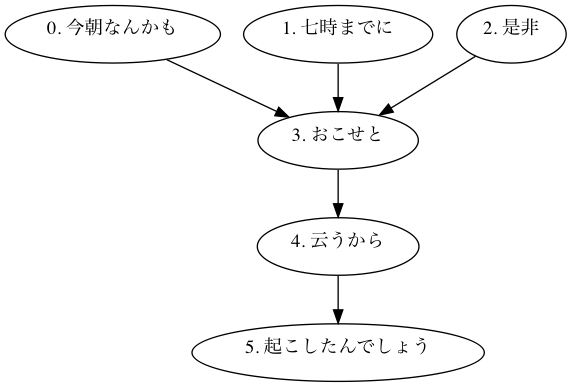 0. 今朝なんかも
1. 七時までに
2. 是非
3. おこせと
4. 云うから
5. 起こしたんでしょう